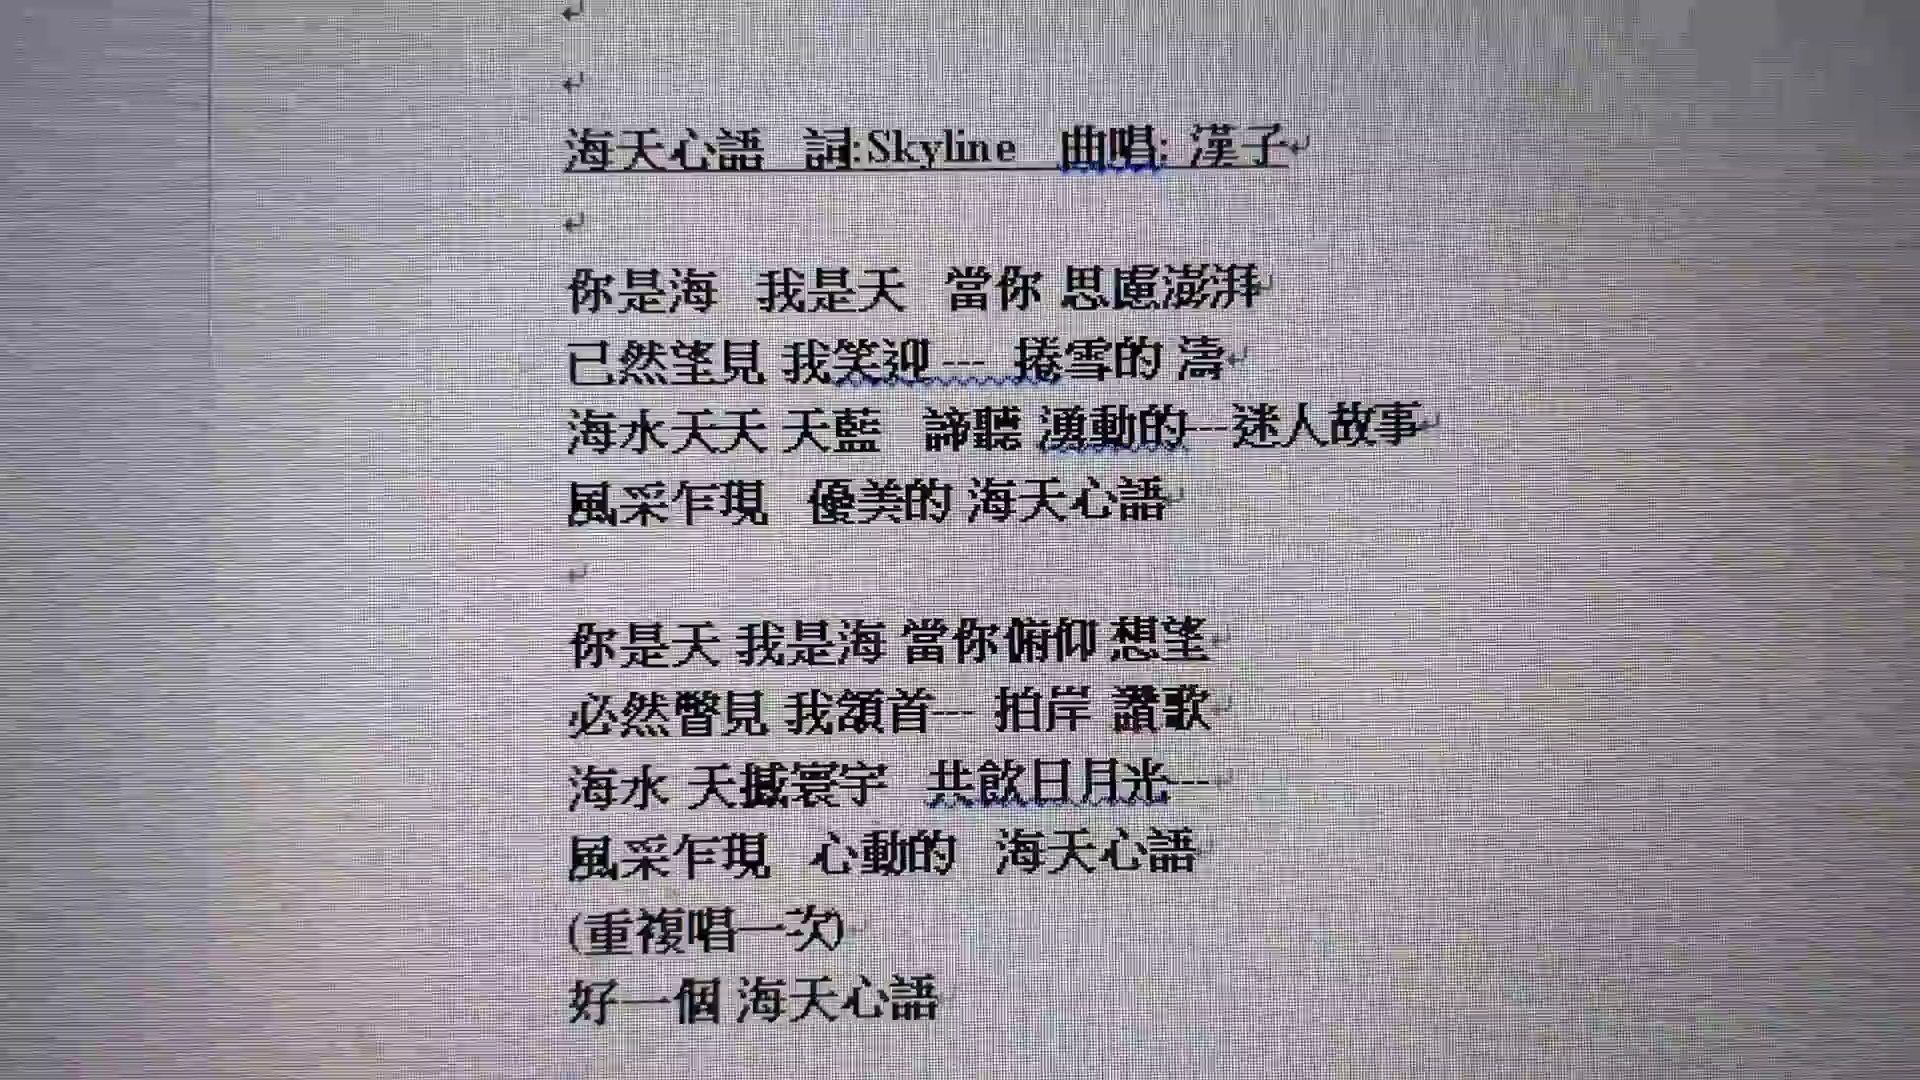 海天心語 詞:Skyline 曲唱: 漢子
你是海 我是天 當你 思慮澎湃
已然望見 我笑迎 --- 捲雪的 濤
海水天天 天藍 諦聽 湧動的---迷人故事
風采乍現 優美的 海天心語
你是天 我是海 當你俯仰 想望
必然瞥見 我頷首--- 拍岸 讚歌
海水 天撼寰宇 共飲日月光---
風采乍現 心動的 海天心語
(重複唱一次)
好一個 海天心語